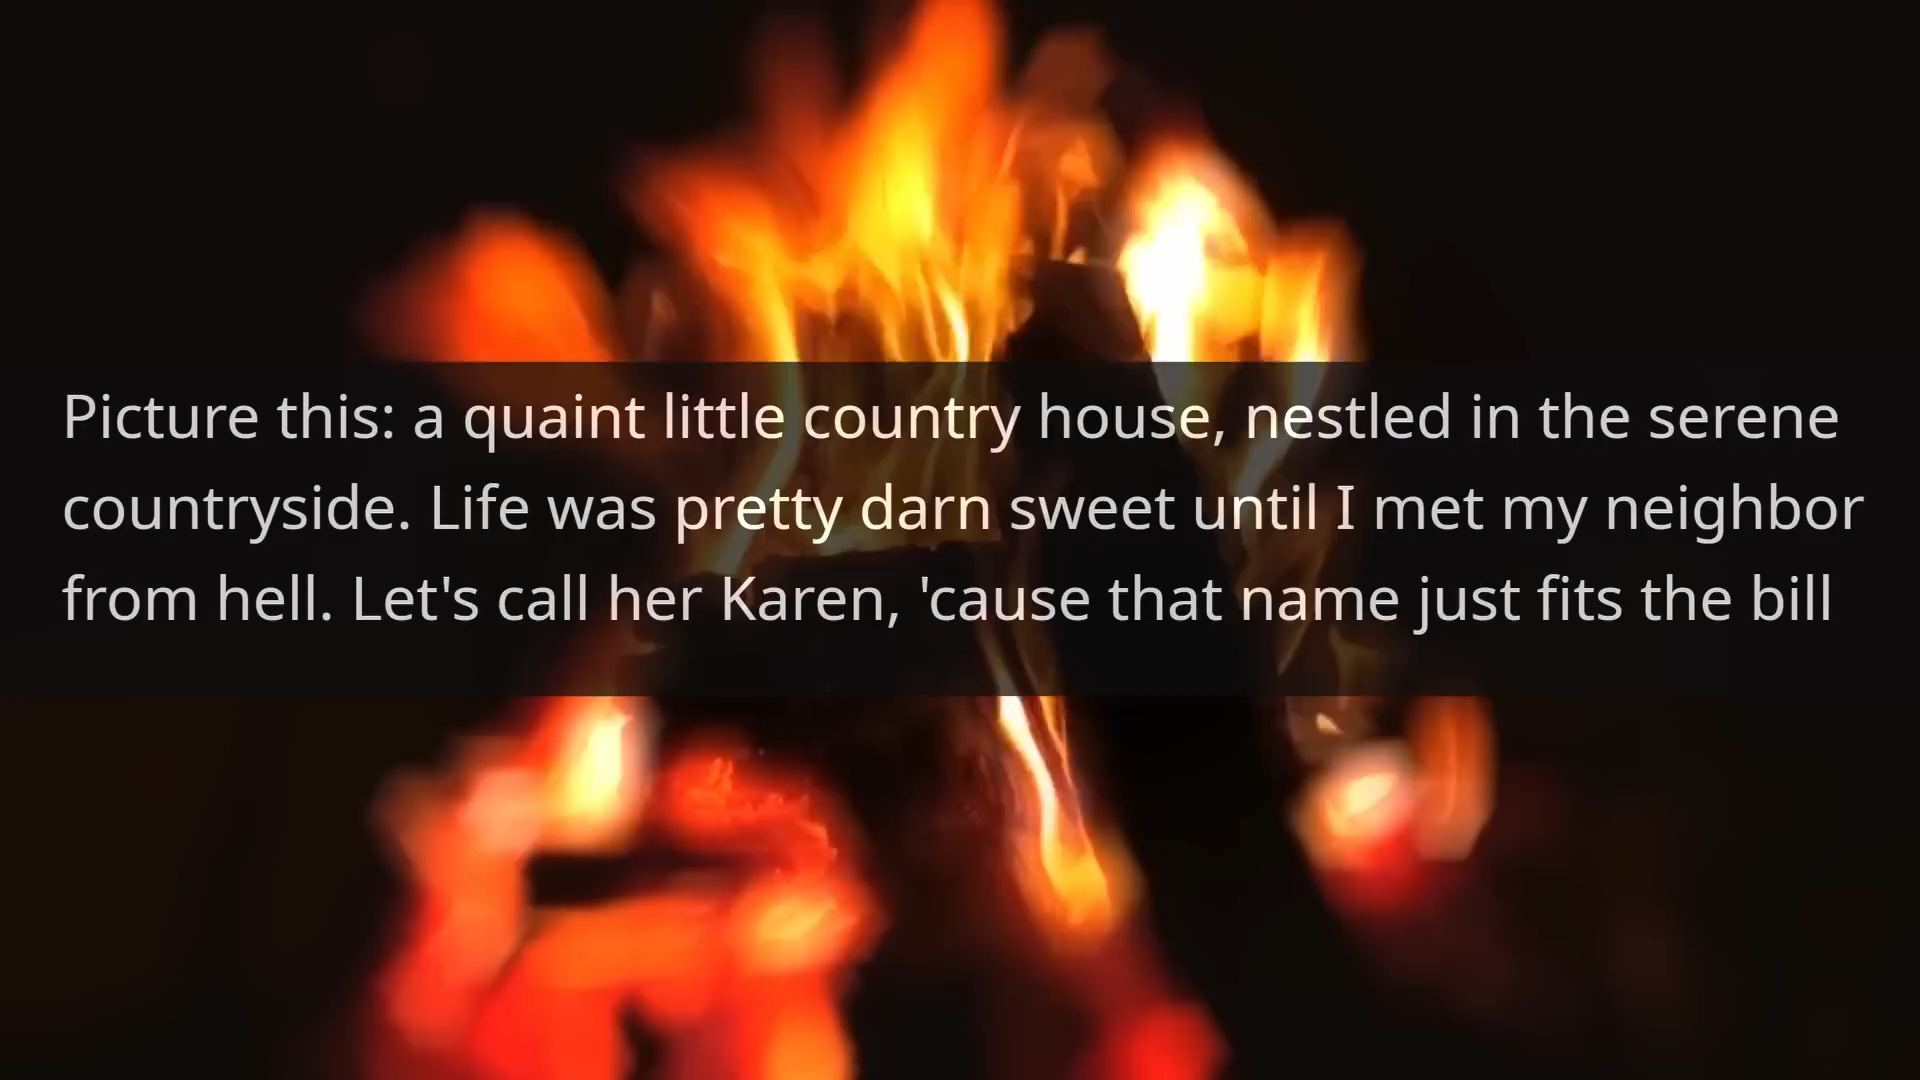 Picture this: a quaint little country house, nestled in the serene
countryside. Life was pretty darn sweet until I met my neighbor
from hell. Let's call her Karen, 'cause that name just fits the bill